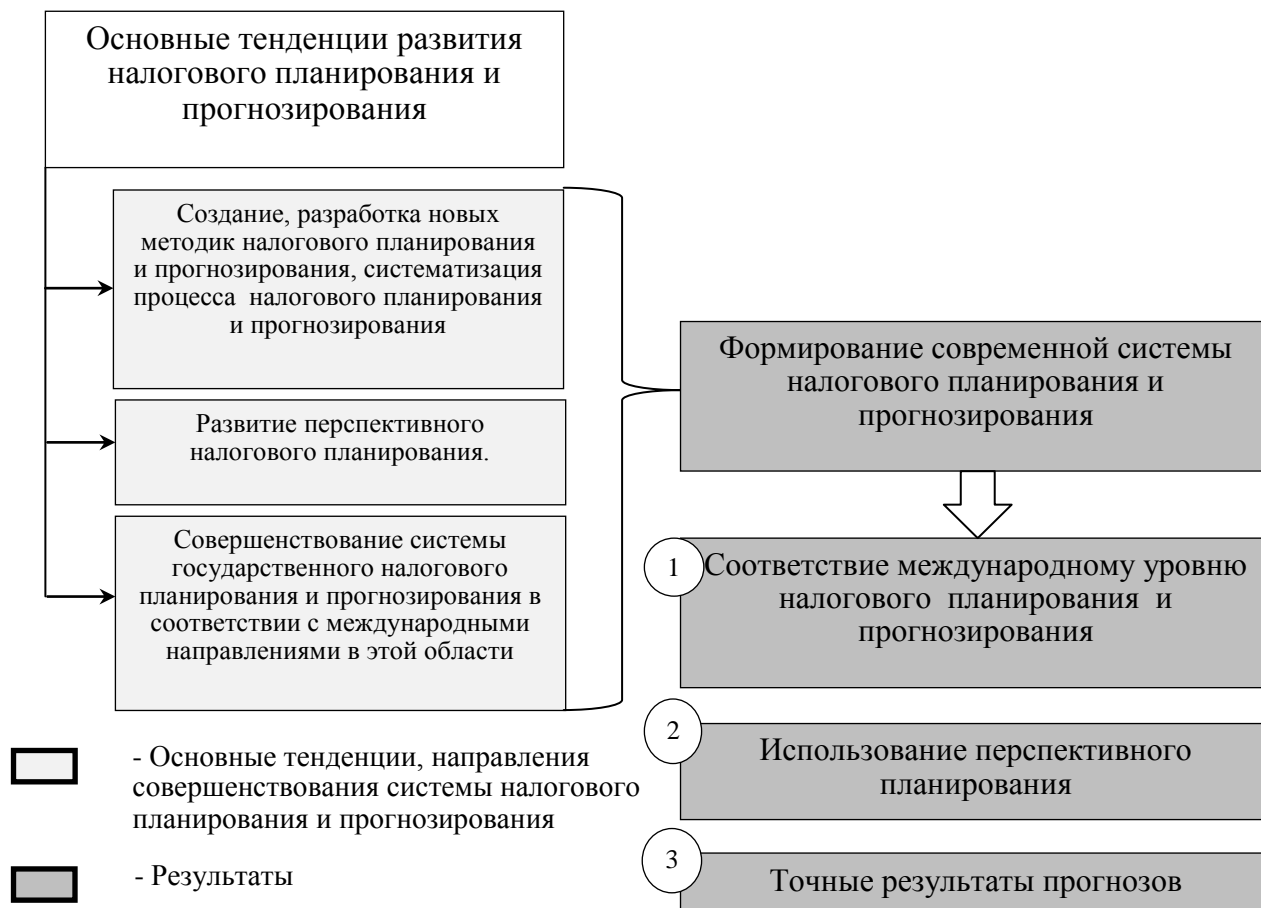 Основные тенденции развития
налогового планирования и
прогнозирования
Создание, разработка новых
методик налогового планирования
и прогнозирования, систематизация
процесса налогового планирования
и прогнозирования
Развитие перспективного
налогового планирования.
Совершенствование системы
государственного налогового
планирования и прогнозирования в
соответствии с международными
направлениями в этой области
Формирование современной системы
налогового планирования и
прогнозирования
1
Соответствие международному уровню
налогового планирования и
прогнозирования
2
Использование перспективного
планирования
3
Точные результаты прогнозов
- Основные тенденции, направления
совершенствования системы налогового
планирования и прогнозирования
- Результаты